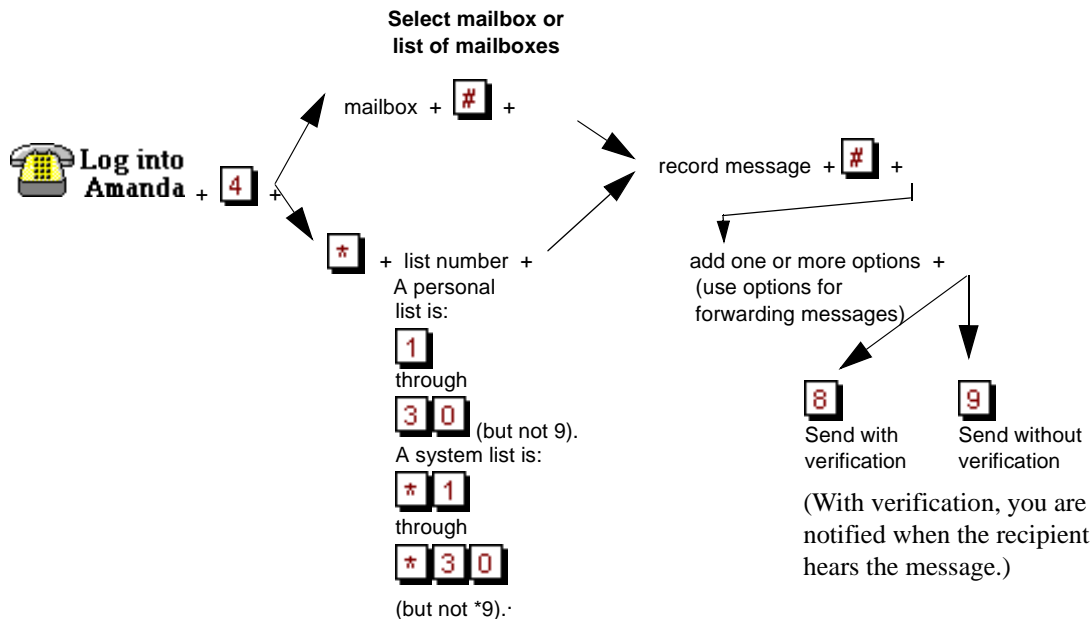 Select mailbox or
list of mailboxes
mailbox + # +
Log into
Amanda + 4 +
record message + # +
* + list number +
A personal
list is:
1
through
3 0 (but not 9).
A system list is:
* 1
through
* 3 0
(but not *9).·
add one or more options +
(use options for
forwarding messages)
8
Send with
verification
9
Send without
verification
(With verification, you are
notified when the recipient
hears the message.)